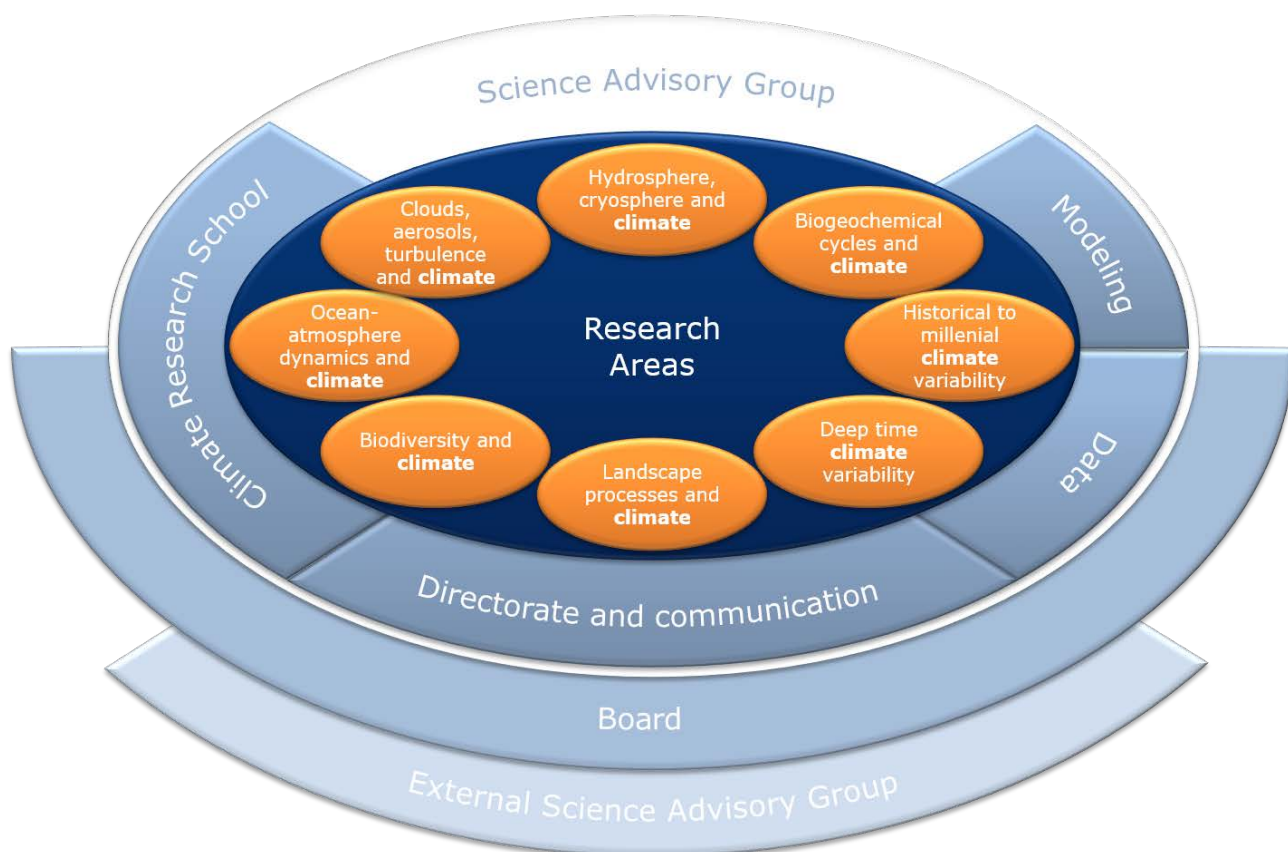 Science Advisory Group
Climate Research School
Modeling
Data
Directorate and communication
Board
External Science Advisory Group
Research
Areas
Hydrosphere,
cryosphere and
climate
Biogeochemical
cycles and
climate
Historical to
millenial
climate
variability
Deep time
climate
variability
Landscape
processes and
climate
Biodiversity and
climate
Ocean-
atmosphere
dynamics and
climate
Clouds,
aerosols,
turbulence
and climate